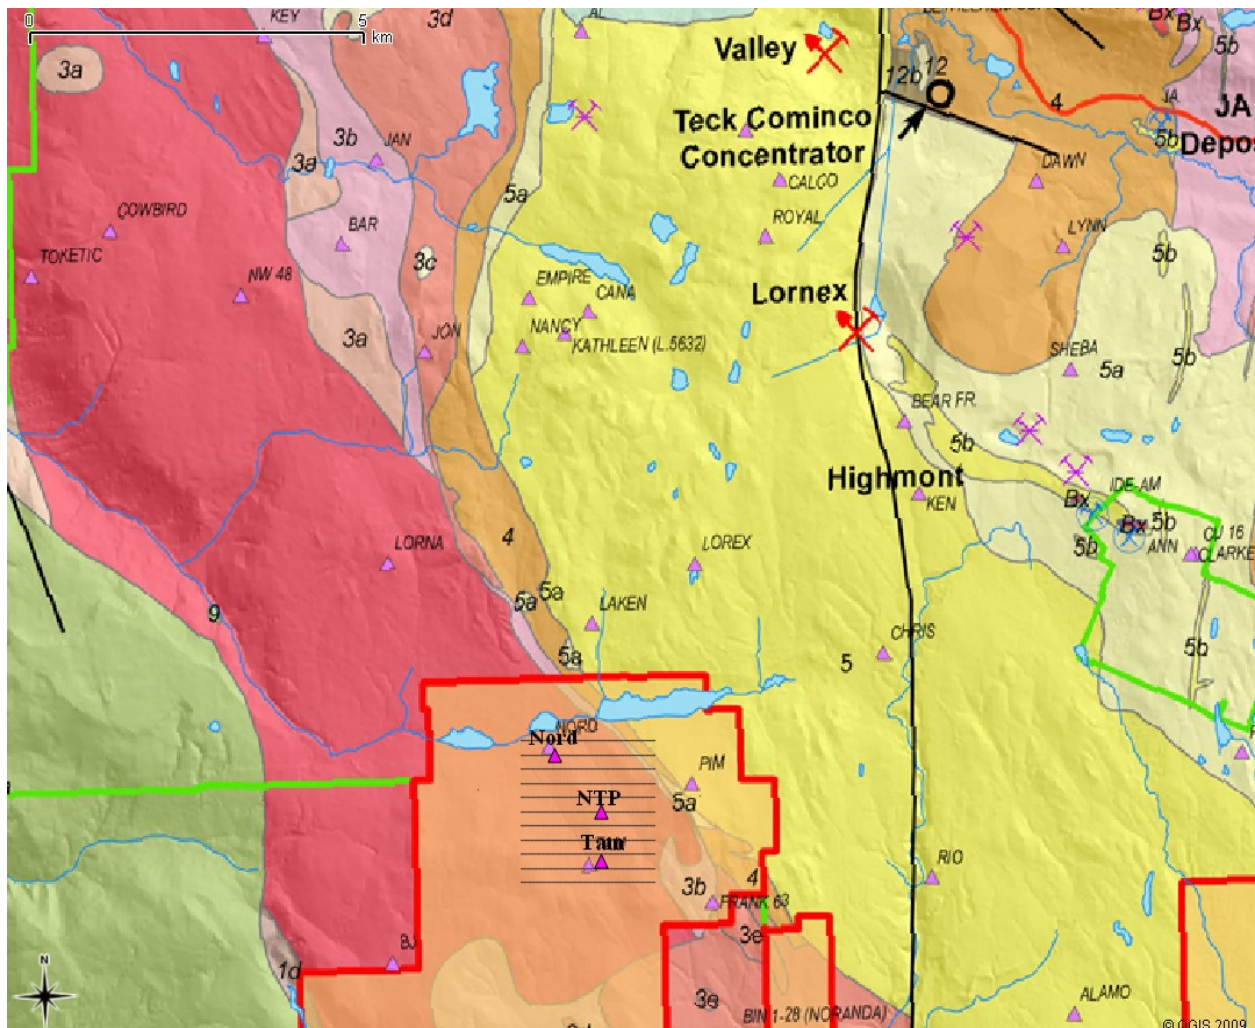 0
5
km
KEY
3d
Valley
Bx
Bx
5b
3a
12b
12
O
4
JA
JA
Teck Cominco
Concentrator
3b
JAN
3a
5b
Depos
CALCO
DAWN
5a
COWBIRD
BAR
ROYAL
LYNN
5b
TOKETIC
3c
NW 48
EMPIRE
CANA
Lornex
JON
NANCY
KATHLEEN (L.5632)
3a
SHEBA
5a
5b
BEAR FR.
5b
Highmont
KEN
IDE-AM
Bx
Bx
5b
5b
ANN
CJ 16
CLARKE
4
LORNA
LOREX
5a
5a
LAKEN
9
CHRIS
5
5a
5b
NORD
Nord
PIM
NTP
5a
Tam
RIO
3b
4
FRANK 63
3e
BJ
1d
3e
BIN 1-28 (NORANDA)
ALAMO
N